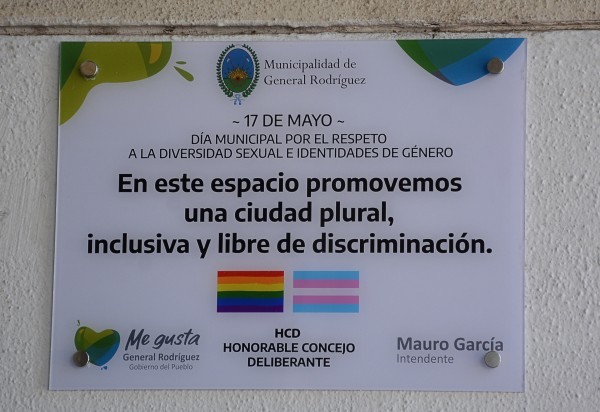 Municipalidad de
General Rodríguez
~ 17 DE MAYO ~
DÍA MUNICIPAL POR EL RESPETO
A LA DIVERSIDAD SEXUAL E IDENTIDADES DE GÉNERO
En este espacio promovemos
una ciudad plural,
inclusiva y libre de discriminación.
Me gusta
General Rodríguez
Gobierno del Pueblo
HCD
HONORABLE CONCEJO
DELIBERANTE
Mauro García
Intendente